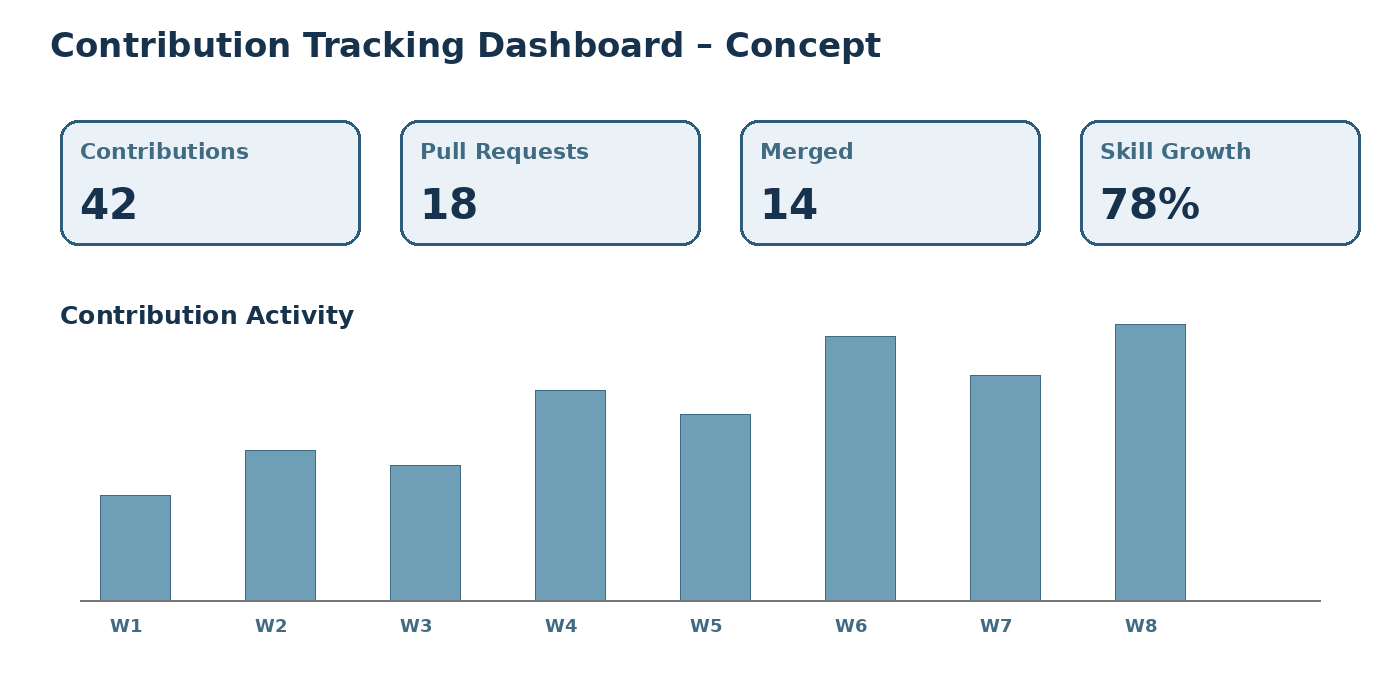 Contribution Tracking Dashboard – Concept
Contributions
42
Pull Requests
18
Merged
14
Skill Growth
78%
Contribution Activity
W1 W2 W3 W4 W5 W6 W7 W8